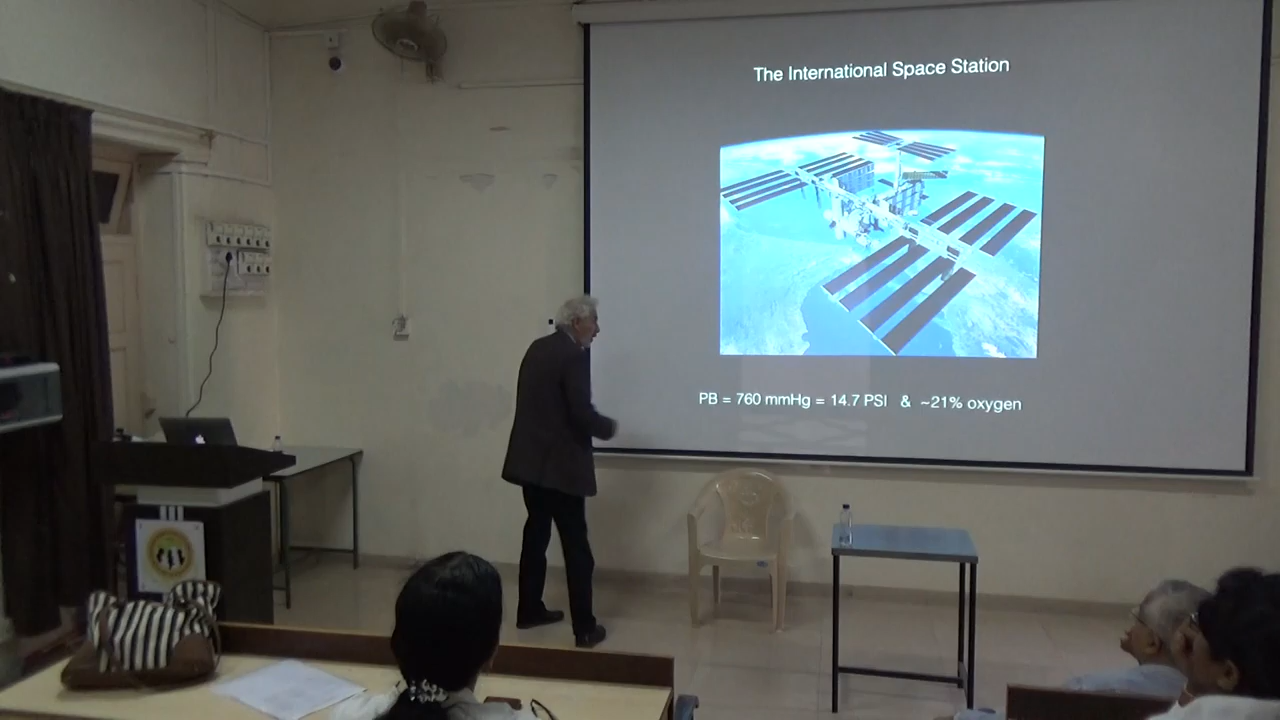 The International Space Station
PB = 760 mmHg = 14.7 PSI & ~21% oxygen